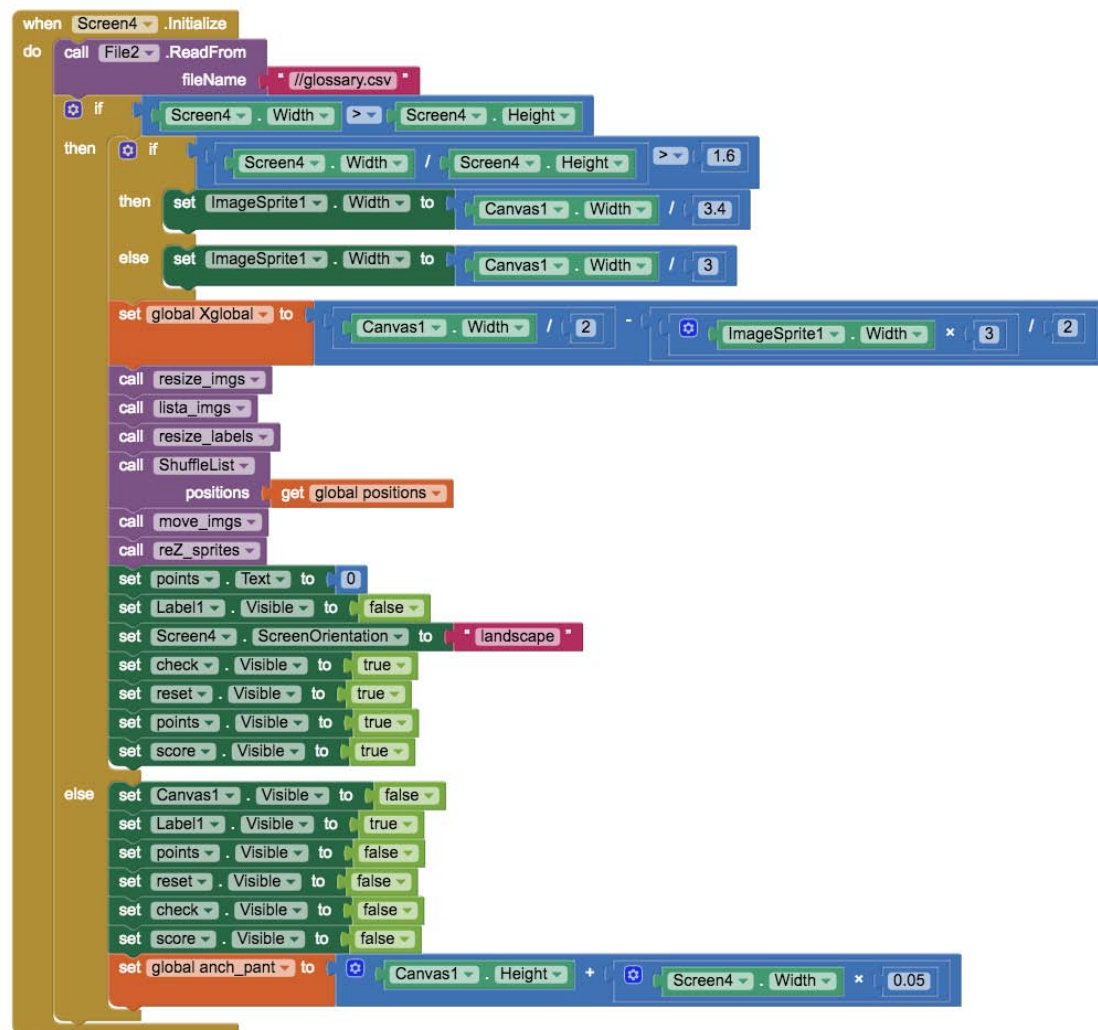 when Screen4 .Initialize
do call File2 .ReadFrom
fileName " //glossary.csv "
if Screen4 . Width > Screen4 . Height
then if Screen4 . Width / Screen4 . Height > 1.6
then set ImageSprite1 . Width to Canvas1 . Width / 3.4
else set ImageSprite1 . Width to Canvas1 . Width / 3
set global Xglobal to Canvas1 . Width / 2 - ImageSprite1 . Width × 3 / 2
call resize_imgs
call lista_imgs
call resize_labels
call ShuffleList
positions get global positions
call move_imgs
call reZ_sprites
set points . Text to 0
set Label1 . Visible to false
set Screen4 . ScreenOrientation to " landscape "
set check . Visible to true
set reset . Visible to true
set points . Visible to true
set score . Visible to true
else set Canvas1 . Visible to false
set Label1 . Visible to true
set points . Visible to false
set reset . Visible to false
set check . Visible to false
set score . Visible to false
set global anch_pant to Canvas1 . Height + Screen4 . Width × 0.05